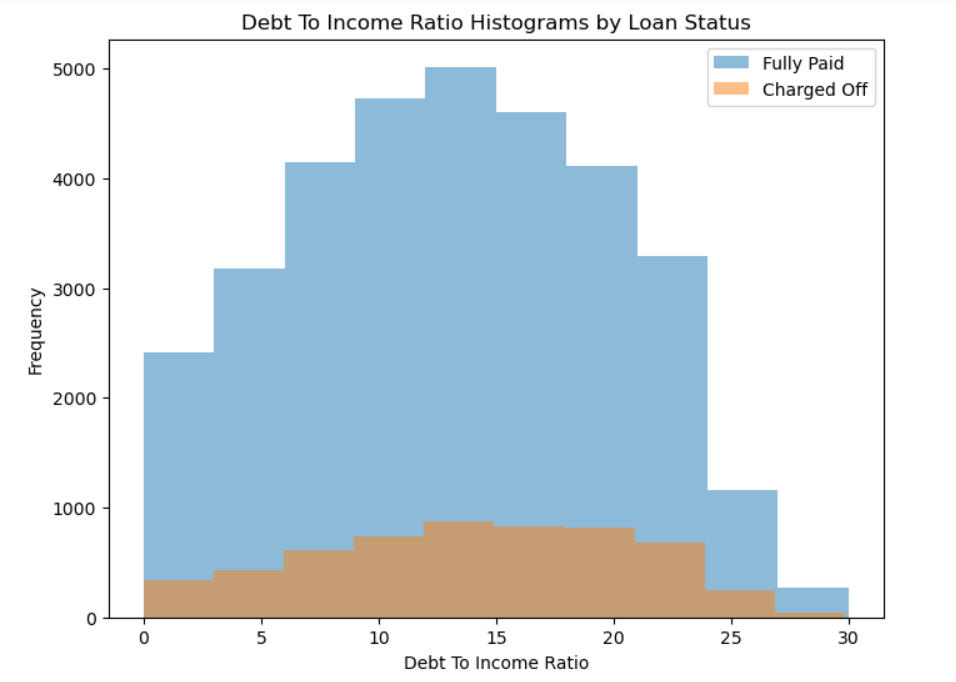 Debt To Income Ratio Histograms by Loan Status
Fully Paid
Charged Off
5000
4000
3000
2000
1000
0
Frequency
0 5 10 15 20 25 30
Debt To Income Ratio